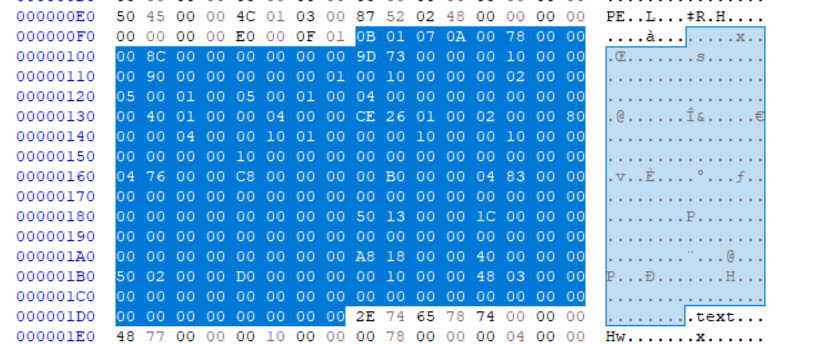 000000E0 50 45 00 00 4C 01 03 00 87 52 02 48 00 00 00 00 PE..L...‡R.H....
000000F0 00 00 00 00 E0 00 0F 01 0B 01 07 0A 00 78 00 00 ....à........x..
00000100 00 8C 00 00 00 00 00 00 9D 73 00 00 00 10 00 00 .Œ.......s......
00000110 00 90 00 00 00 00 00 01 00 10 00 00 00 02 00 00 ................
00000120 05 00 01 00 05 00 01 00 04 00 00 00 00 00 00 00 ................
00000130 00 40 01 00 00 04 00 00 CE 26 01 00 02 00 00 80 .@......Î&.....€
00000140 00 00 04 00 00 10 01 00 00 00 10 00 00 10 00 00 ................
00000150 00 00 00 00 10 00 00 00 00 00 00 00 00 00 00 00 ................
00000160 04 76 00 00 C8 00 00 00 00 B0 00 00 04 83 00 00 .v..È....°...ƒ..
00000170 00 00 00 00 00 00 00 00 00 00 00 00 00 00 00 00 ................
00000180 00 00 00 00 00 00 00 00 50 13 00 00 1C 00 00 00 ........P.......
00000190 00 00 00 00 00 00 00 00 00 00 00 00 00 00 00 00 ................
000001A0 00 00 00 00 00 00 00 00 A8 18 00 00 40 00 00 00 ........¨...@...
000001B0 50 02 00 00 D0 00 00 00 00 10 00 00 48 03 00 00 P...Ð.......H...
000001C0 00 00 00 00 00 00 00 00 00 00 00 00 00 00 00 00 ................
000001D0 00 00 00 00 00 00 00 00 2E 74 65 78 74 00 00 00 .........text...
000001E0 48 77 00 00 00 10 00 00 00 78 00 00 00 04 00 00 Hw.......x......